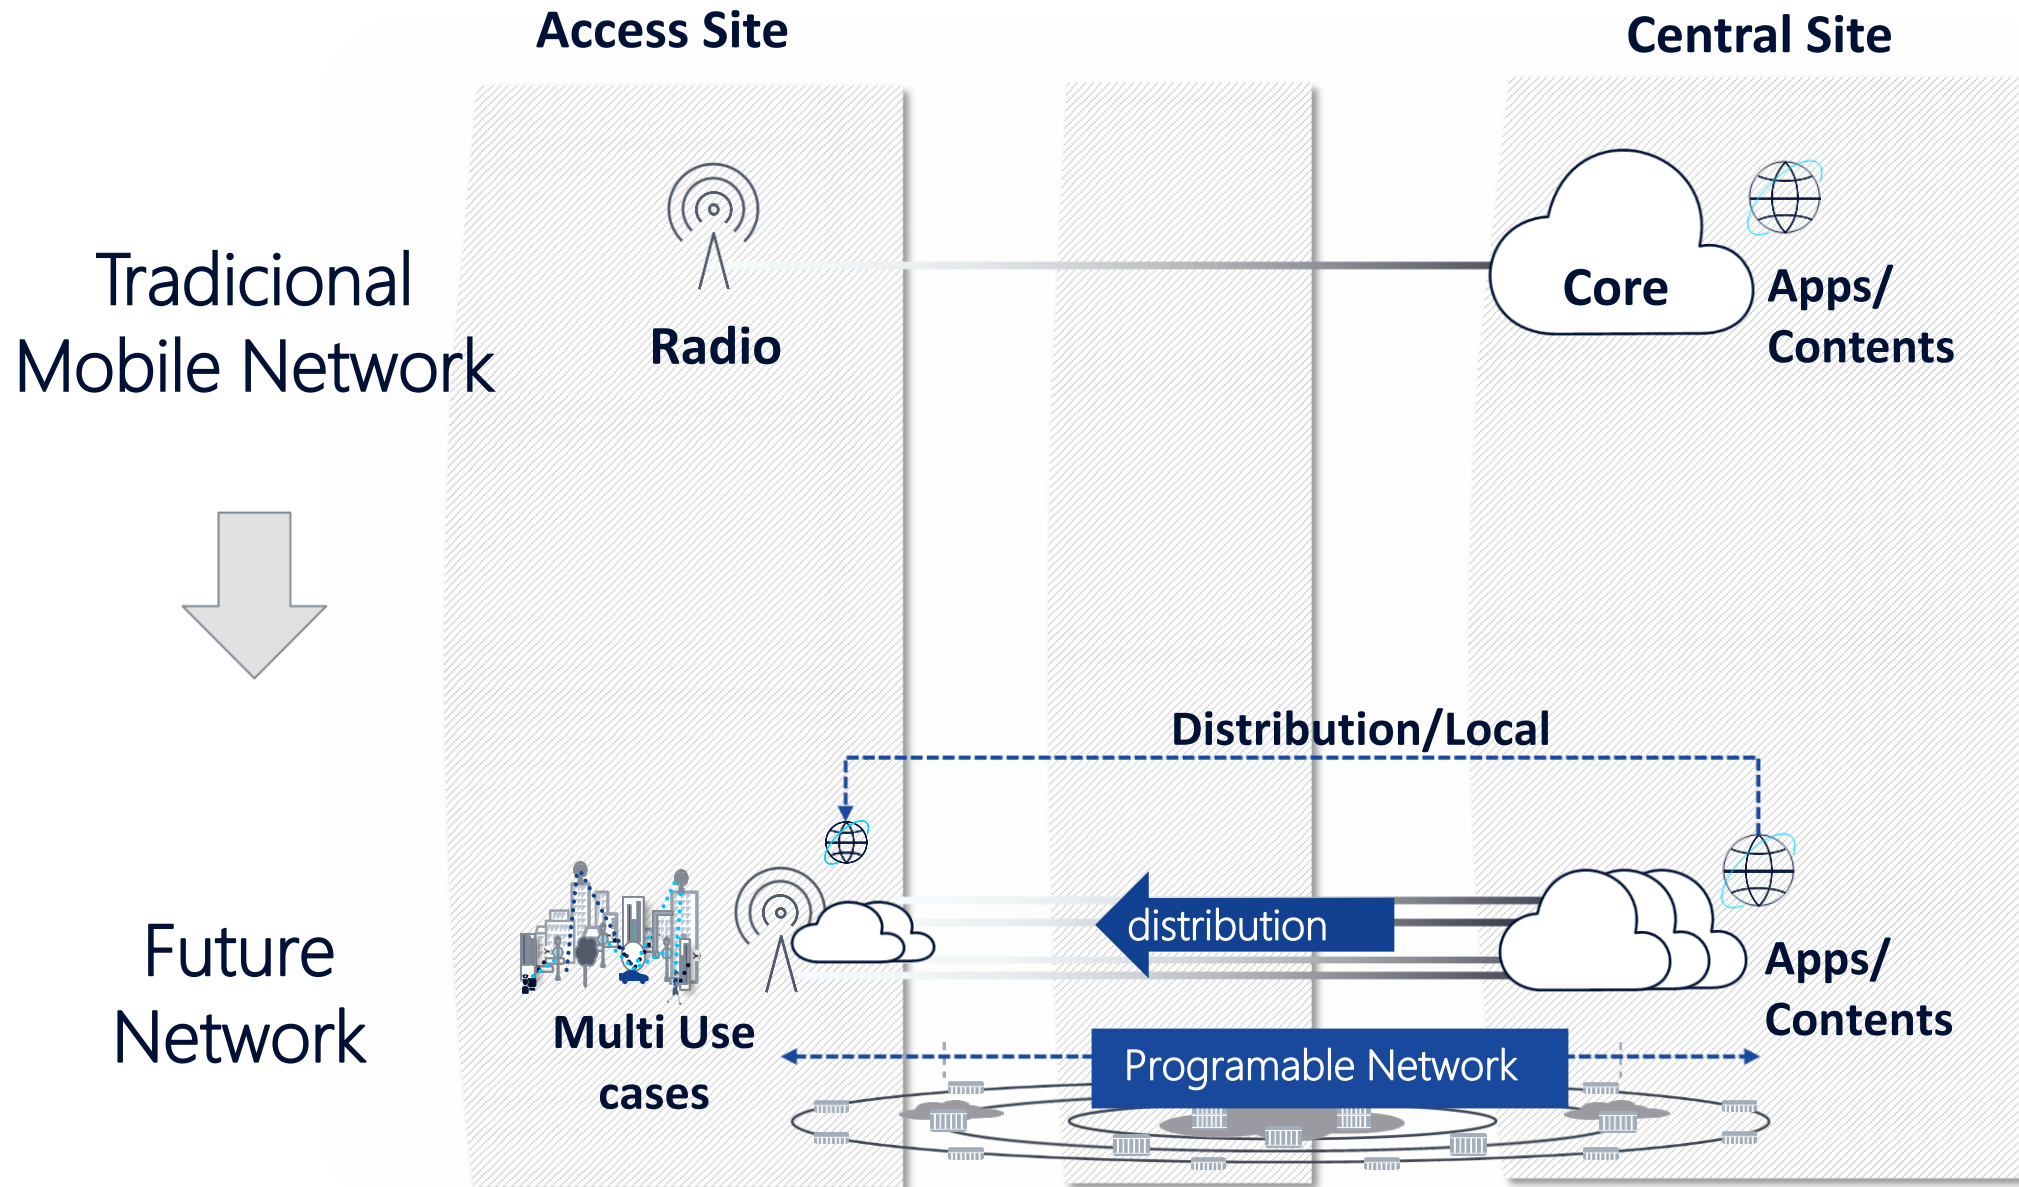 Access Site
Central Site
Tradicional
Mobile Network
Radio
Core
Apps/
Contents
Distribution/Local
Future
Network
Multi Use
cases
distribution
Apps/
Contents
Programable Network